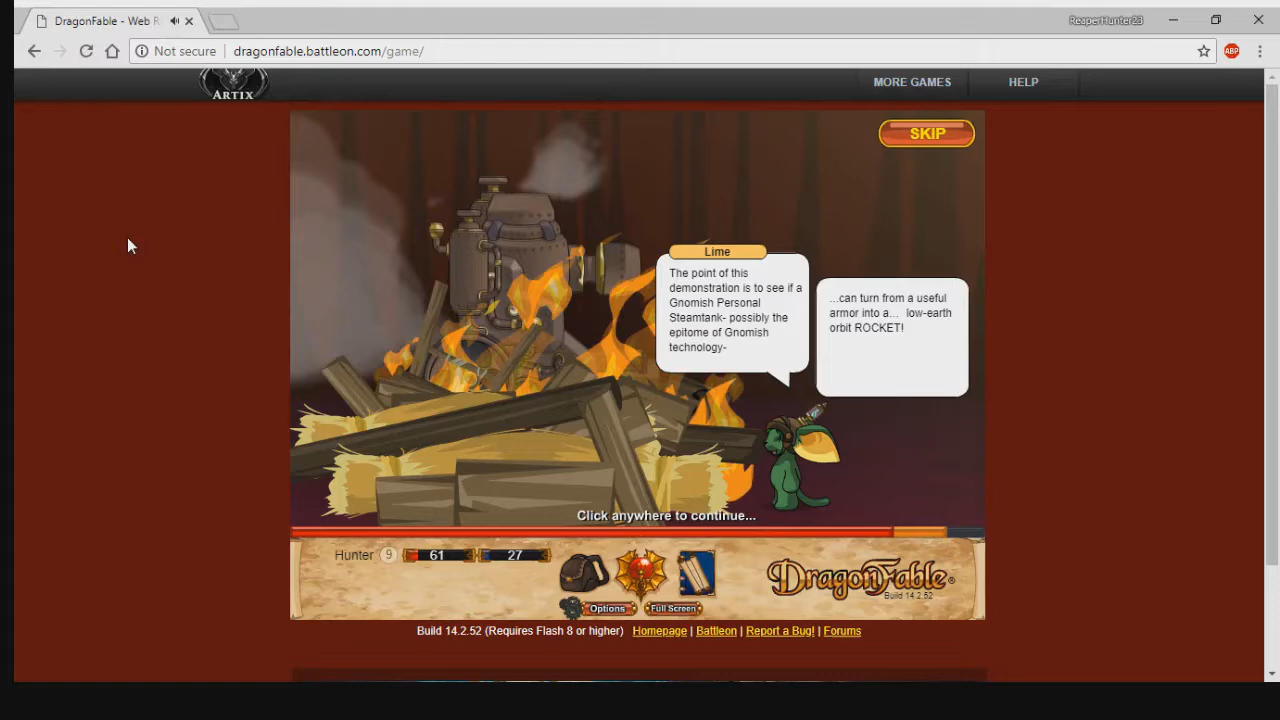 DragonFable - Web R
ReaperHunter23
Not secure | dragonfable.battleon.com/game/
ABP
ARTIX
MORE GAMES
HELP
SKIP
Lime
The point of this
demonstration is to see if a
Gnomish Personal
Steamtank- possibly the
epitome of Gnomish
technology-
...can turn from a useful
armor into a... low-earth
orbit ROCKET!
Click anywhere to continue...
Hunter 9 61 27
DragonFable®
Build 14.2.52
Options
Full Screen
Build 14.2.52 (Requires Flash 8 or higher) Homepage | Battleon | Report a Bug! | Forums